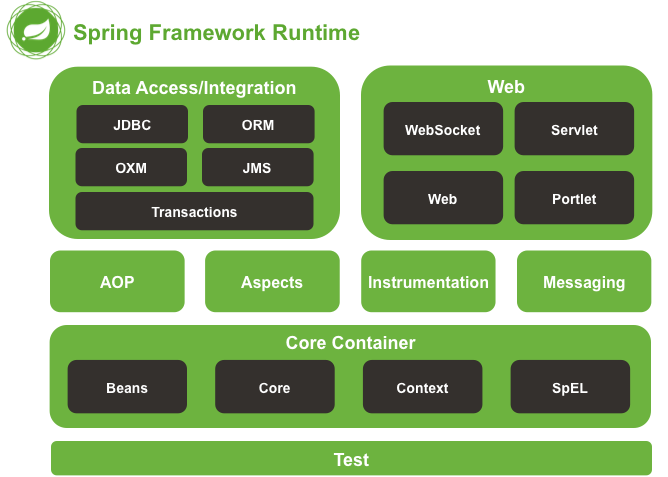 Spring Framework Runtime
Data Access/Integration
JDBC
ORM
OXM
JMS
Transactions
Web
WebSocket
Servlet
Web
Portlet
AOP
Aspects
Instrumentation
Messaging
Core Container
Beans
Core
Context
SpEL
Test